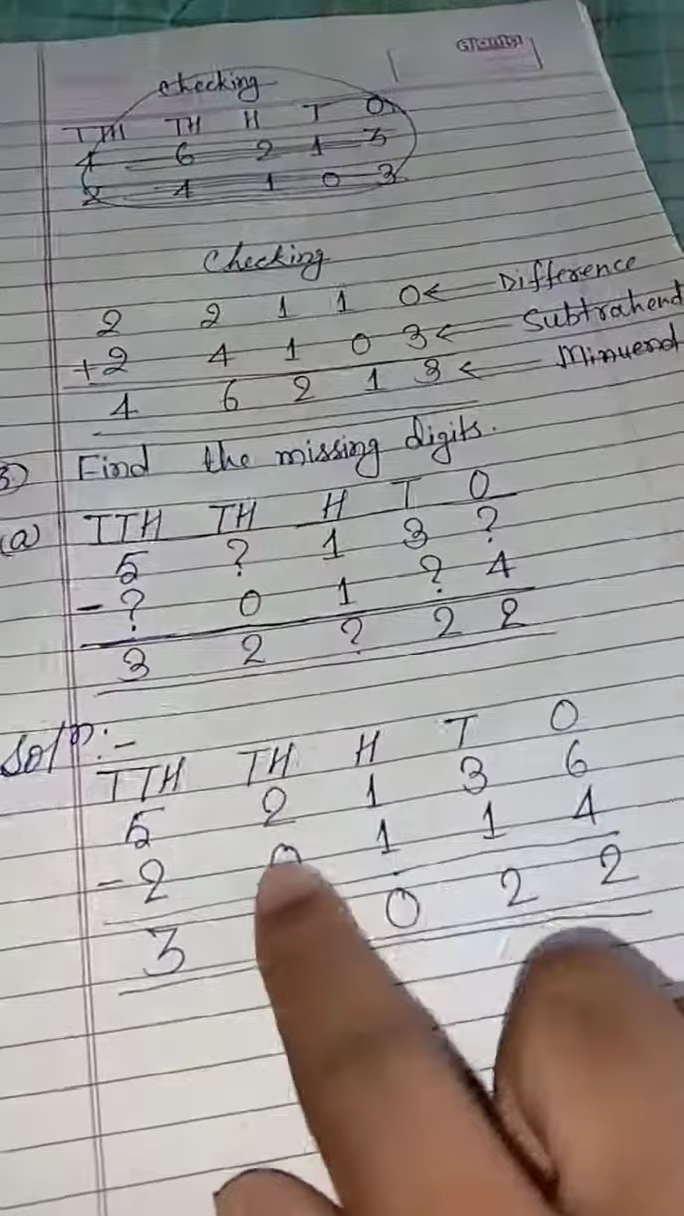 Checking
TTH TH H T O
4 6 2 1 3
2 4 1 0 3
Checking
2 2 1 1 0 ← Difference
+2 4 1 0 3 ← Subtrahend
4 6 2 1 3 ← Minuend
3) Find the missing digits.
(a) TTH TH H T O
5 ? 1 3 ?
- ? 0 1 ? 4
3 2 ? 2 2
Solⁿ:-
TTH TH H T O
5 2 1 3 6
- 2 0 1 1 4
3 0 2 2